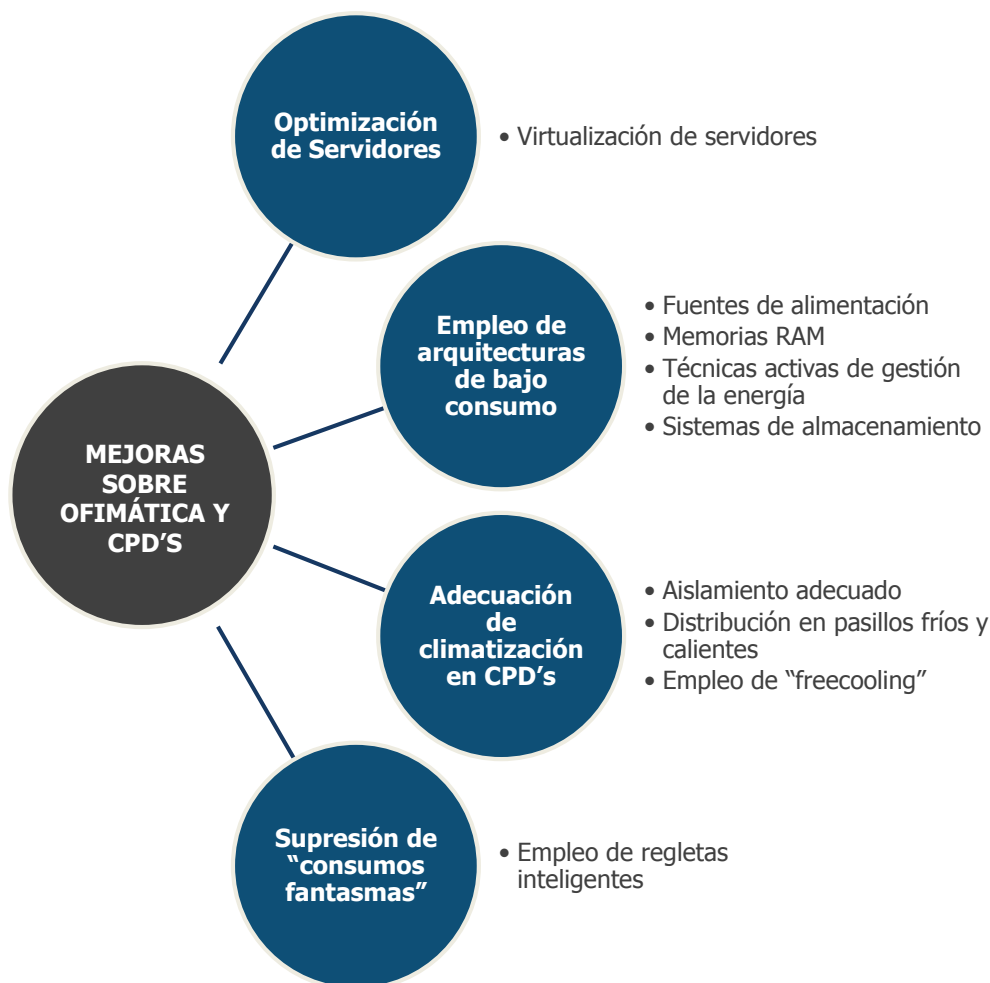 Optimización
de Servidores
• Virtualización de servidores
Empleo de
arquitecturas
de bajo
consumo
• Fuentes de alimentación
• Memorias RAM
• Técnicas activas de gestión
de la energía
• Sistemas de almacenamiento
MEJORAS
SOBRE
OFIMÁTICA Y
CPD’S
Adecuación
de
climatización
en CPD’s
• Aislamiento adecuado
• Distribución en pasillos fríos y
calientes
• Empleo de “freecooling”
Supresión de
“consumos
fantasmas”
• Empleo de regletas
inteligentes